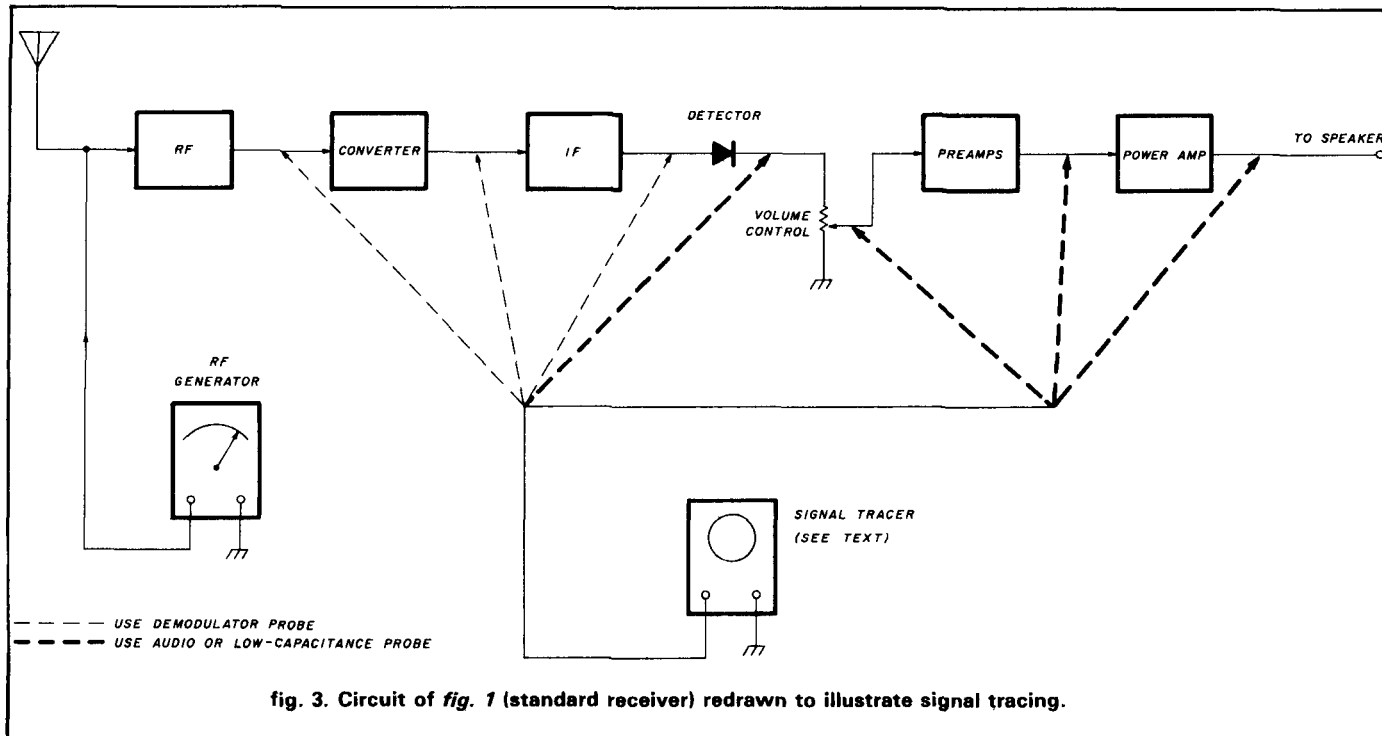 DETECTOR
TO SPEAKER
RF
CONVERTER
IF
PREAMPS
POWER AMP
VOLUME
CONTROL
RF
GENERATOR
SIGNAL TRACER
(SEE TEXT)
USE DEMODULATOR PROBE
USE AUDIO OR LOW-CAPACITANCE PROBE
fig. 3. Circuit of fig. 1 (standard receiver) redrawn to illustrate signal tracing.